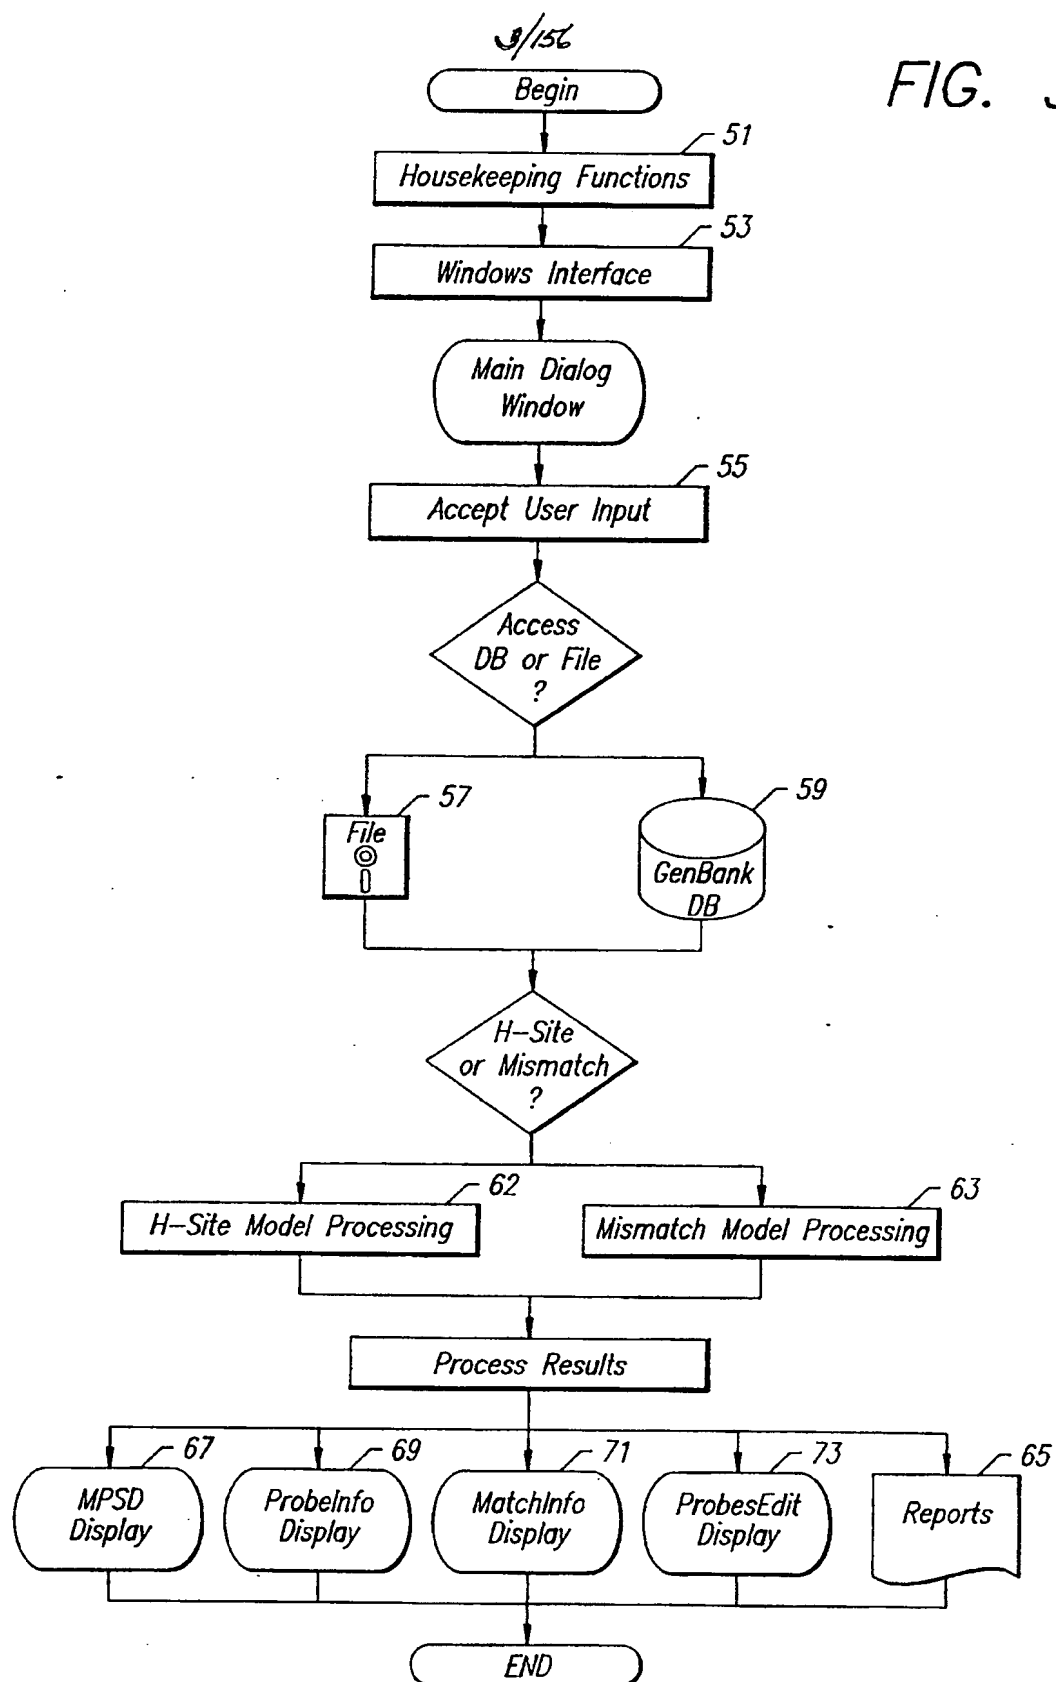 3/156
FIG.
Begin
51
Housekeeping Functions
53
Windows Interface
Main Dialog
Window
55
Accept User Input
Access
DB or File
?
57
File
59
GenBank
DB
H-Site
or Mismatch
?
62
H-Site Model Processing
63
Mismatch Model Processing
Process Results
67
MPSD
Display
69
ProbeInfo
Display
71
MatchInfo
Display
73
ProbesEdit
Display
65
Reports
END